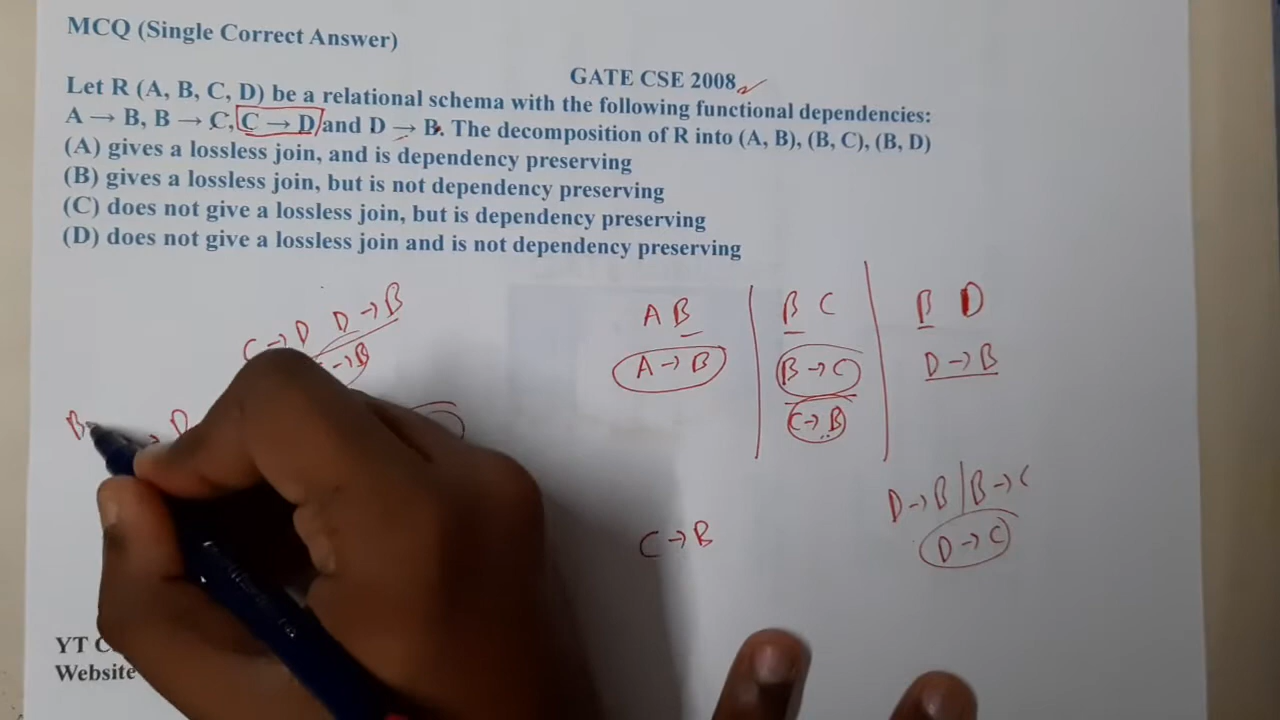 MCQ (Single Correct Answer)
GATE CSE 2008
Let R (A, B, C, D) be a relational schema with the following functional dependencies:
A → B, B → C, C → D and D → B. The decomposition of R into (A, B), (B, C), (B, D)
(A) gives a lossless join, and is dependency preserving
(B) gives a lossless join, but is not dependency preserving
(C) does not give a lossless join, but is dependency preserving
(D) does not give a lossless join and is not dependency preserving
C → D D → B
→ B
A B
A → B
B C
B → C
C → B
B D
D → B
B
→ D
C → B
D → B | B → C
D → C
YT
Website